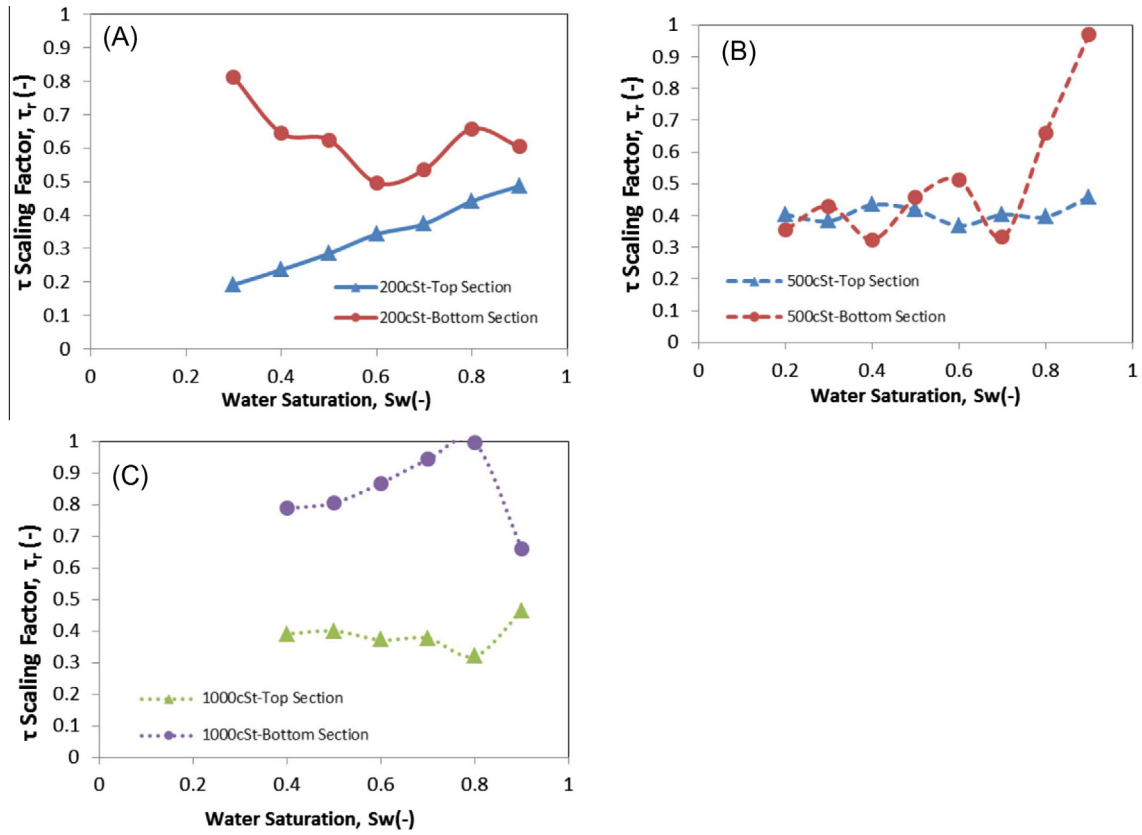 (A)
τ Scaling Factor, τr (-)
1
0.9
0.8
0.7
0.6
0.5
0.4
0.3
0.2
0.1
0
200cSt-Top Section
200cSt-Bottom Section
0 0.2 0.4 0.6 0.8 1
Water Saturation, Sw(-)
(B)
τ Scaling Factor, τr (-)
1
0.9
0.8
0.7
0.6
0.5
0.4
0.3
0.2
0.1
0
500cSt-Top Section
500cSt-Bottom Section
0 0.2 0.4 0.6 0.8 1
Water Saturation, Sw(-)
(C)
τ Scaling Factor, τr (-)
1
0.9
0.8
0.7
0.6
0.5
0.4
0.3
0.2
0.1
0
1000cSt-Top Section
1000cSt-Bottom Section
0 0.2 0.4 0.6 0.8 1
Water Saturation, Sw(-)